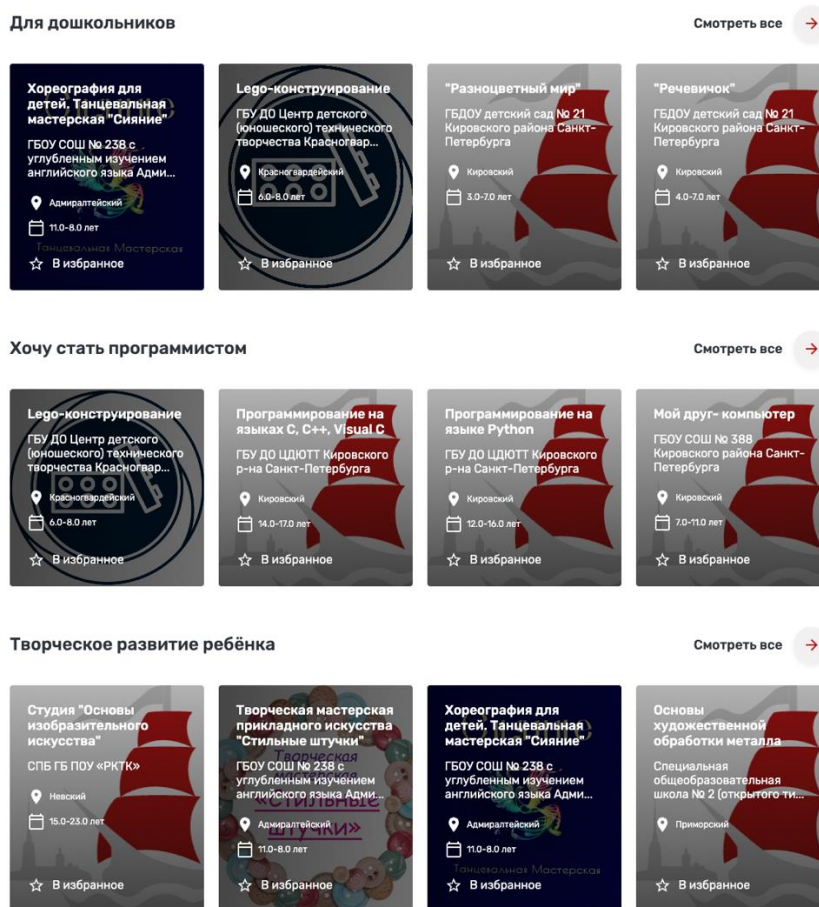 Для дошкольников
Смотреть все
Хореография для
детей. Танцевальная
мастерская "Сияние"
ГБОУ СОШ № 238 с
углубленным изучением
английского языка Адми...
Адмиралтейский
11.0-8.0 лет
Танцевальная Мастерская
В избранное
Lego-конструирование
ГБУ ДО Центр детского
(юношеского) технического
творчества Красногвар...
Красногвардейский
6.0-8.0 лет
В избранное
"Разноцветный мир"
ГБДОУ детский сад № 21
Кировского района Санкт-
Петербурга
Кировский
3.0-7.0 лет
В избранное
"Речевичок"
ГБДОУ детский сад № 21
Кировского района Санкт-
Петербурга
Кировский
4.0-7.0 лет
В избранное
Хочу стать программистом
Смотреть все
Lego-конструирование
ГБУ ДО Центр детского
(юношеского) технического
творчества Красногвар...
Красногвардейский
6.0-8.0 лет
В избранное
Программирование на
языках C, C++, Visual C
ГБУ ДО ЦДЮТТ Кировского
р-на Санкт-Петербурга
Кировский
14.0-17.0 лет
В избранное
Программирование на
языке Python
ГБУ ДО ЦДЮТТ Кировского
р-на Санкт-Петербурга
Кировский
12.0-16.0 лет
В избранное
Мой друг- компьютер
ГБОУ СОШ № 388
Кировского района Санкт-
Петербурга
Кировский
7.0-11.0 лет
В избранное
Творческое развитие ребёнка
Смотреть все
Студия "Основы
изобразительного
искусства"
СПБ ГБ ПОУ «РКТК»
Невский
15.0-23.0 лет
В избранное
Творческая мастерская
прикладного искусства
"Стильные штучки"
Творческая
мастерская
«СТИЛЬНЫЕ
ШТУЧКИ»
ГБОУ СОШ № 238 с
углубленным изучением
английского языка Адми...
Адмиралтейский
11.0-8.0 лет
В избранное
Хореография для
детей. Танцевальная
мастерская "Сияние"
ГБОУ СОШ № 238 с
углубленным изучением
английского языка Адми...
Адмиралтейский
11.0-8.0 лет
Танцевальная Мастерская
В избранное
Основы
художественной
обработки металла
Специальная
общеобразовательная
школа № 2 (открытого ти...
Приморский
В избранное